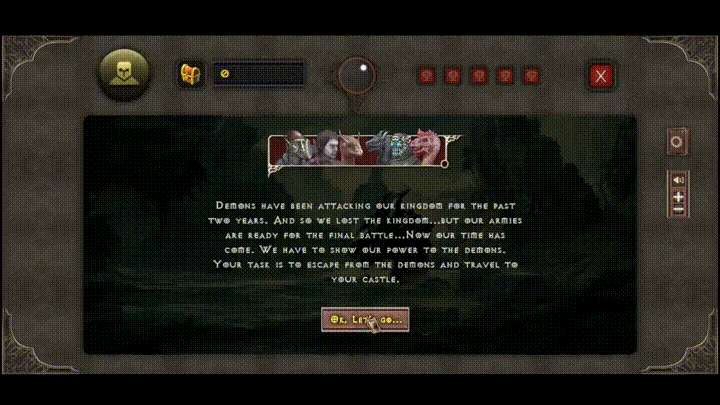 X
Demons have been attacking our kingdom for the past
two years. And so we lost the kingdom...but our armies
are ready for the final battle...Now our time has
come. We have to show our power to the demons.
Your task is to escape from the demons and travel to
your castle.
Ok, Let's go...